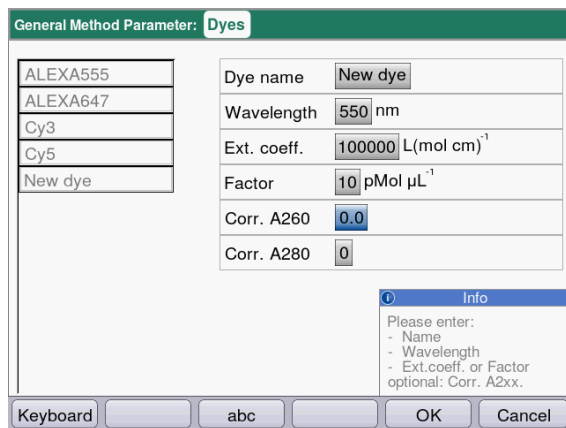 General Method Parameter: Dyes
ALEXA555
ALEXA647
Cy3
Cy5
New dye
Dye name New dye
Wavelength 550 nm
Ext. coeff. 100000 L(mol cm)⁻¹
Factor 10 pMol µL⁻¹
Corr. A260 0.0
Corr. A280 0
Info
Please enter:
- Name
- Wavelength
- Ext.coeff. or Factor
optional: Corr. A2xx.
Keyboard abc OK Cancel